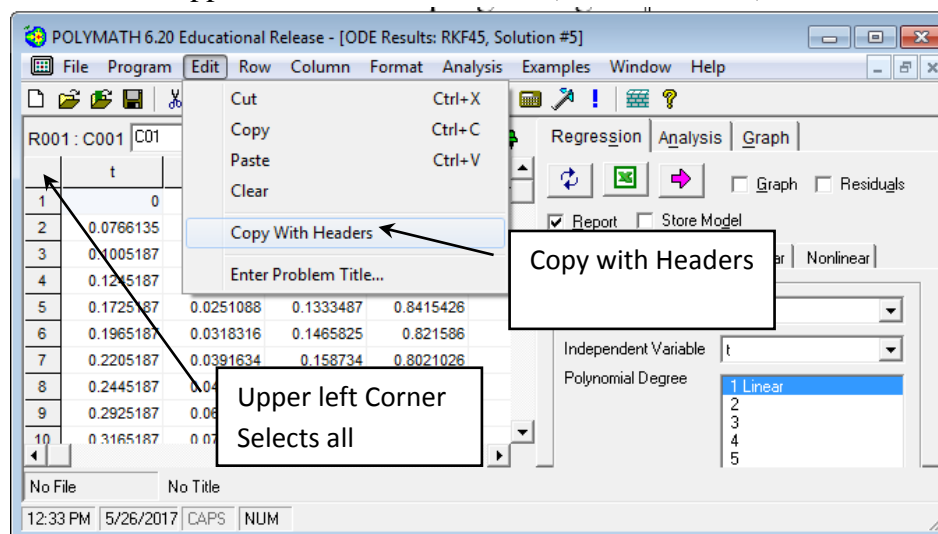 POLYMATH 6.20 Educational Release - [ODE Results: RKF45, Solution #5]
File Program Edit Row Column Format Analysis Examples Window Help
R001 : C001 C01
Cut Ctrl+X
Copy Ctrl+C
Paste Ctrl+V
Clear
Copy With Headers
Enter Problem Title...
t
1 0
2 0.0766135
3 0.1005187
4 0.1245187
5 0.1725187 0.0251088 0.1333487 0.8415426
6 0.1965187 0.0318316 0.1465825 0.821586
7 0.2205187 0.0391634 0.158734 0.8021026
8 0.2445187
9 0.2925187
10 0.3165187
Upper left Corner
Selects all
Regression Analysis Graph
Graph Residuals
Report Store Model
Nonlinear
Copy with Headers
Independent Variable t
Polynomial Degree
1 Linear
2
3
4
5
No File No Title
12:33 PM 5/26/2017 CAPS NUM